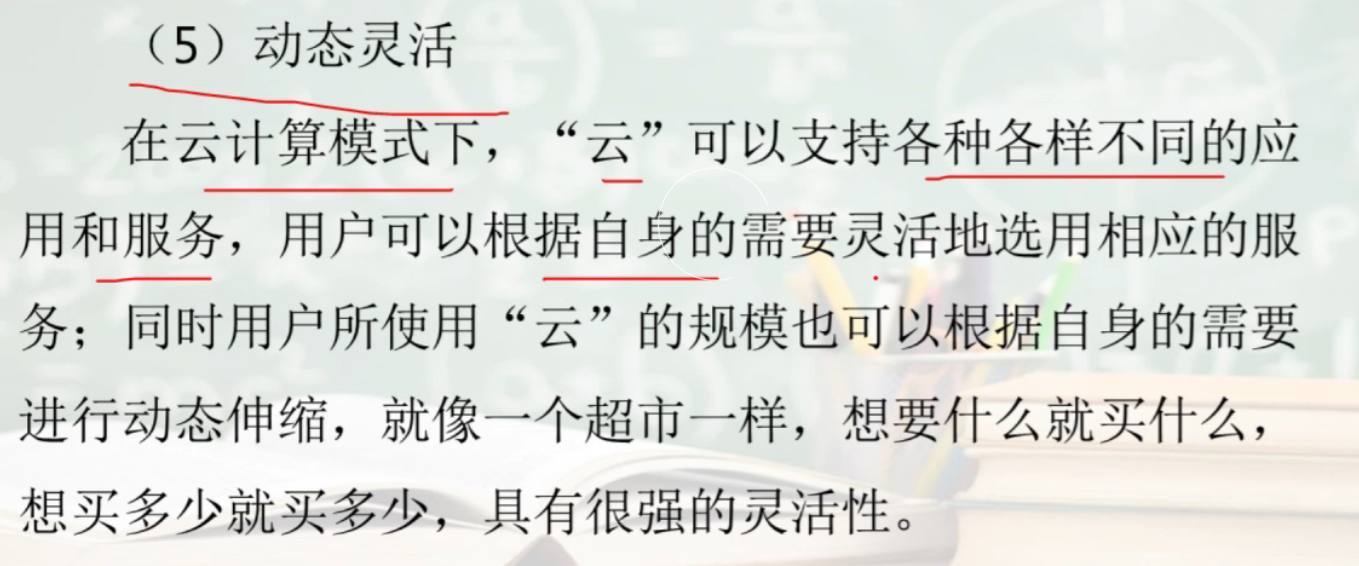 （5）动态灵活
在云计算模式下，“云”可以支持各种各样不同的应
用和服务，用户可以根据自身的需要灵活地选用相应的服
务；同时用户所使用“云”的规模也可以根据自身的需要
进行动态伸缩，就像一个超市一样，想要什么就买什么，
想买多少就买多少，具有很强的灵活性。